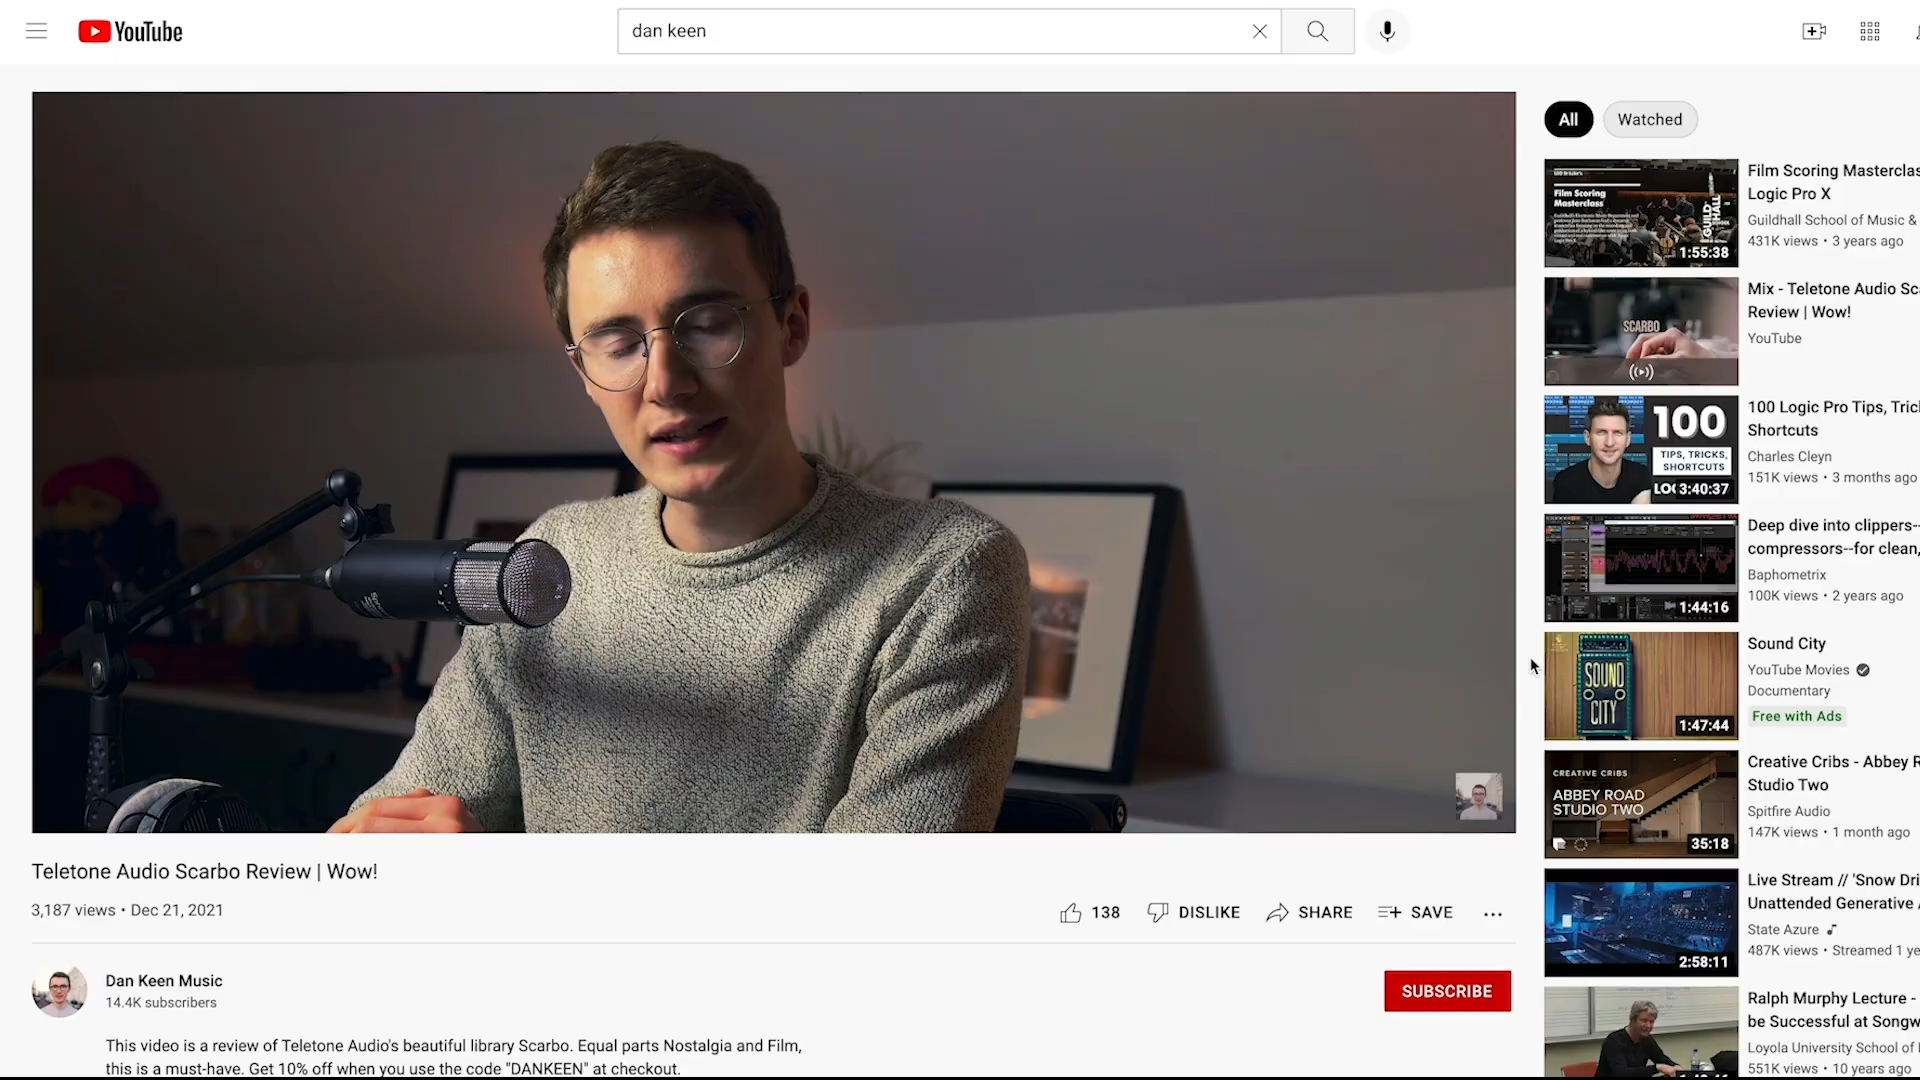 YouTube
dan keen
All
Watched
Film Scoring
Masterclass
GUILD-
HALL
1:55:38
Film Scoring Masterclas
Logic Pro X
Guildhall School of Music &
431K views • 3 years ago
SCARBO
Mix - Teletone Audio Sc
Review | Wow!
YouTube
100
TIPS, TRICKS,
SHORTCUTS
3:40:37
100 Logic Pro Tips, Tric
Shortcuts
Charles Cleyn
151K views • 3 months ago
1:44:16
Deep dive into clippers--
compressors--for clean,
Baphometrix
100K views • 2 years ago
SOUND
CITY
1:47:44
Sound City
YouTube Movies
Documentary
Free with Ads
CREATIVE CRIBS
ABBEY ROAD
STUDIO TWO
35:18
Creative Cribs - Abbey R
Studio Two
Spitfire Audio
147K views • 1 month ago
2:58:11
Live Stream // 'Snow Dri
Unattended Generative
State Azure
487K views • Streamed 1 ye
Ralph Murphy Lecture -
be Successful at Songw
Loyola University School of
551K views • 10 years ago
Teletone Audio Scarbo Review | Wow!
3,187 views • Dec 21, 2021
138
DISLIKE
SHARE
SAVE
Dan Keen Music
14.4K subscribers
SUBSCRIBE
This video is a review of Teletone Audio's beautiful library Scarbo. Equal parts Nostalgia and Film,
this is a must-have. Get 10% off when you use the code "DANKEEN" at checkout.